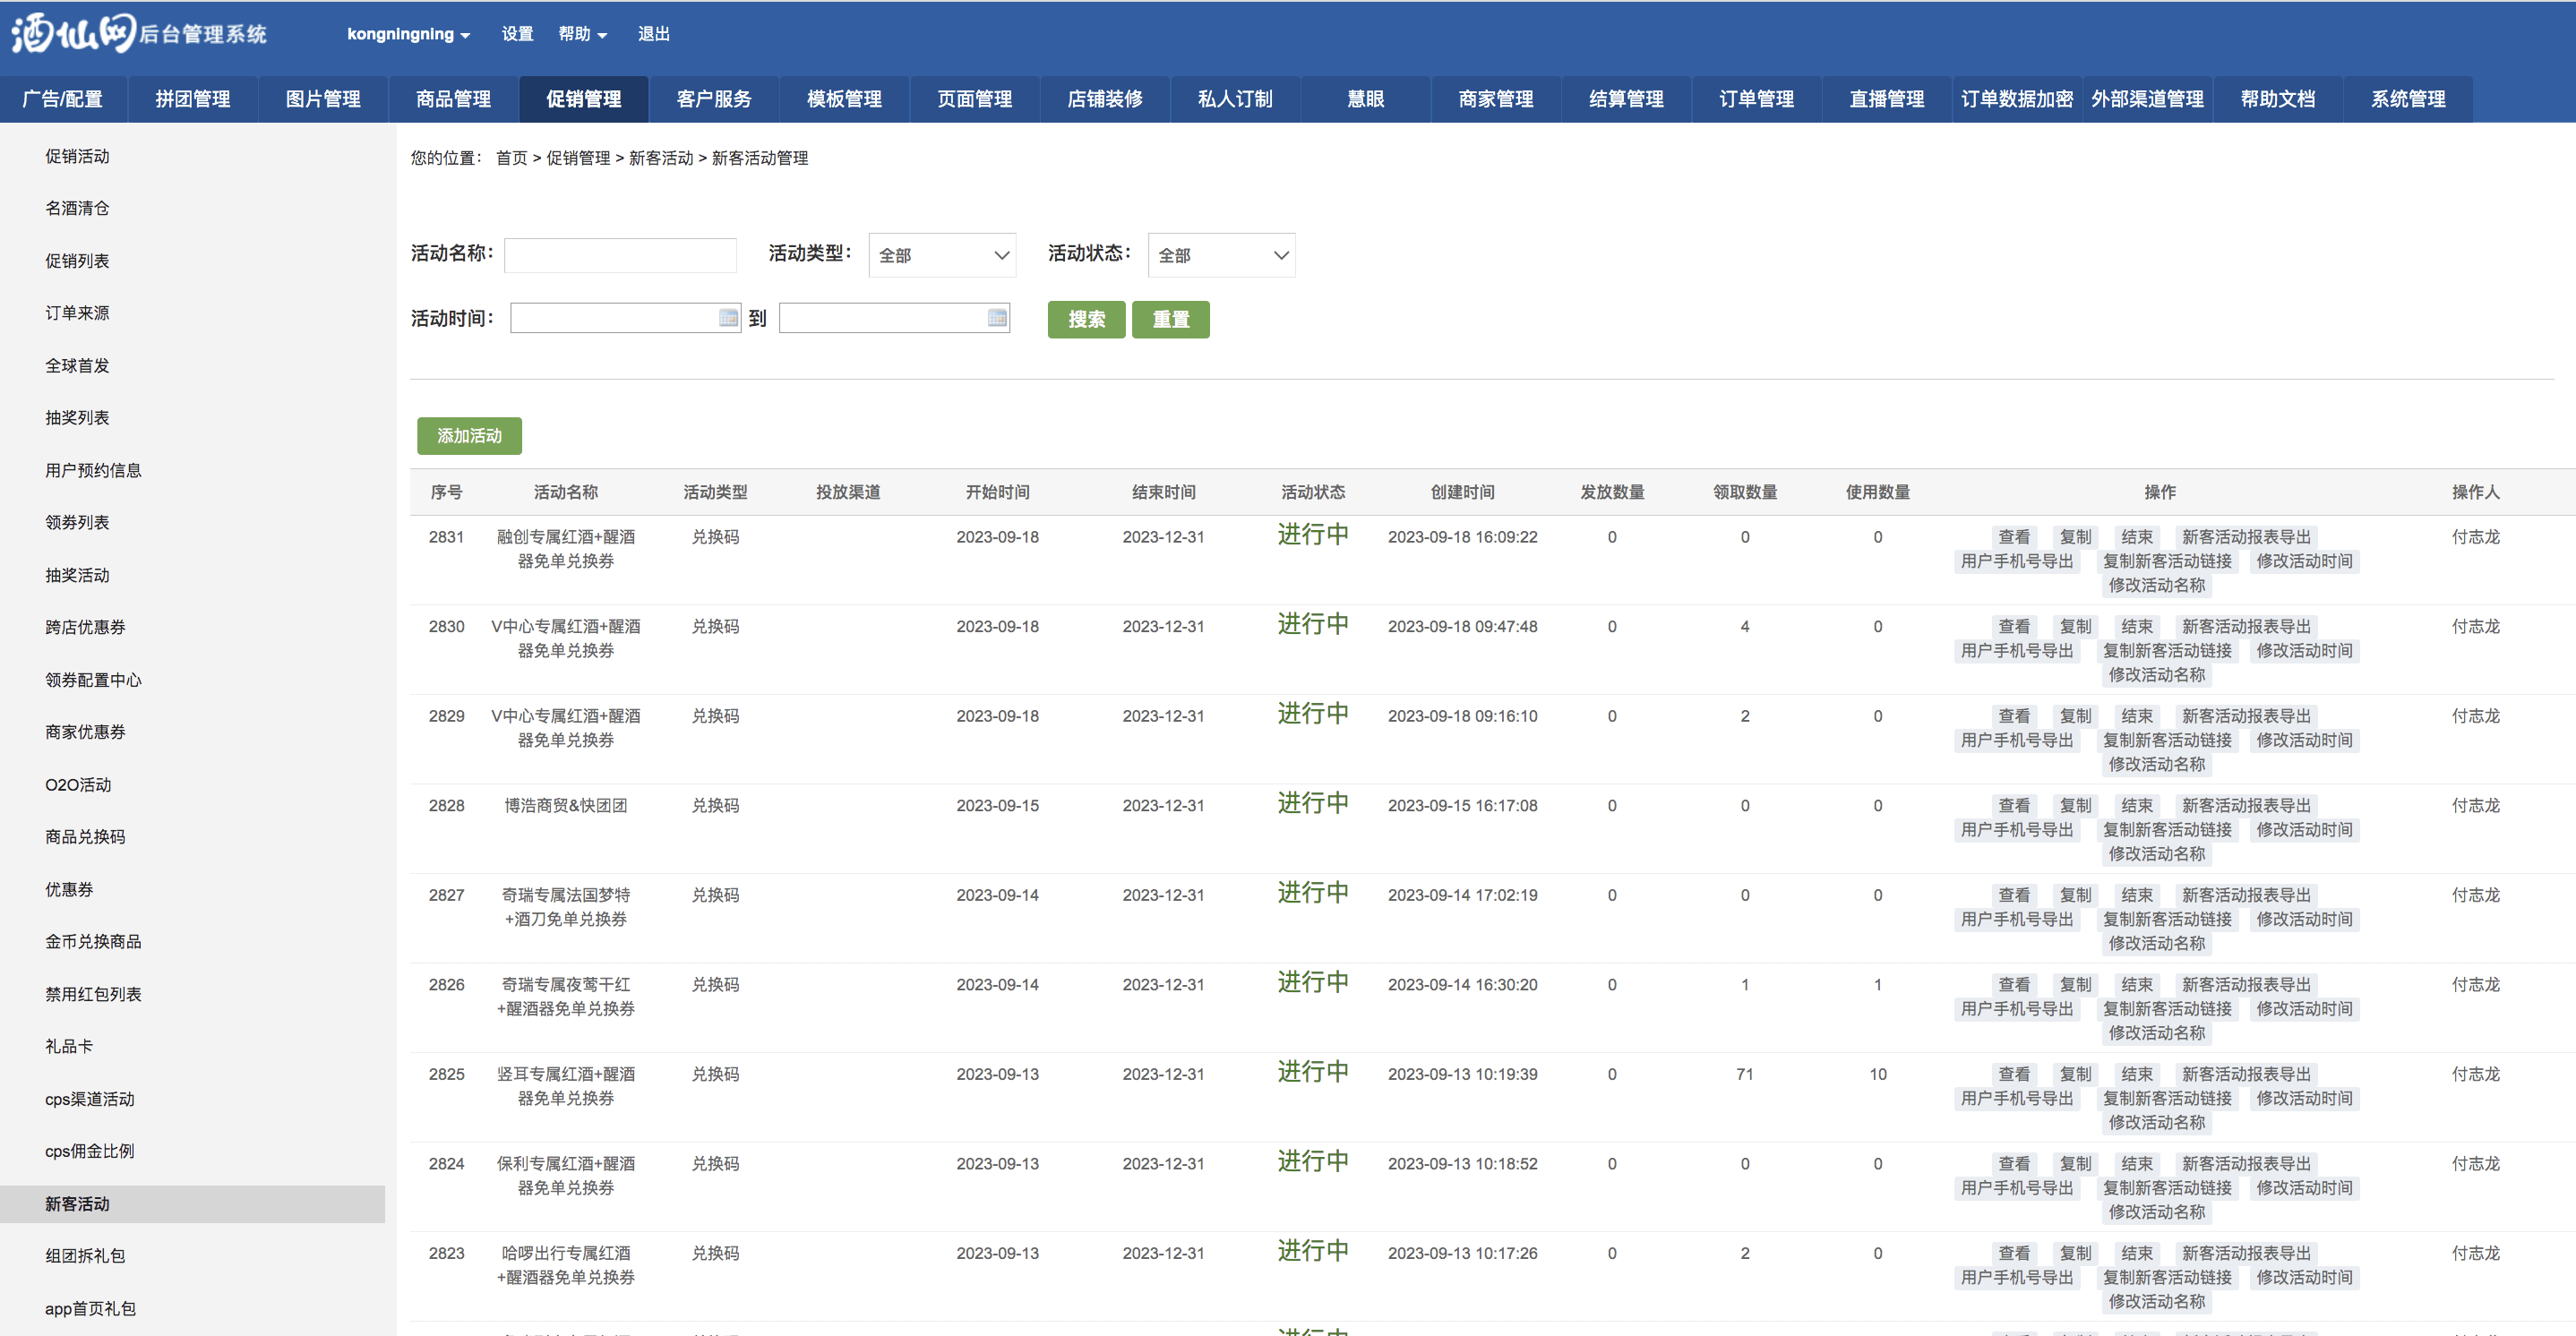 酒仙网后台管理系统 kongningning 设置 帮助 退出
广告/配置 拼团管理 图片管理 商品管理 促销管理 客户服务 模板管理 页面管理 店铺装修 私人订制 慧眼 商家管理 结算管理 订单管理 直播管理 订单数据加密 外部渠道管理 帮助文档 系统管理
促销活动
名酒清仓
促销列表
订单来源
全球首发
抽奖列表
用户预约信息
领券列表
抽奖活动
跨店优惠券
领券配置中心
商家优惠券
O2O活动
商品兑换码
优惠券
金币兑换商品
禁用红包列表
礼品卡
cps渠道活动
cps佣金比例
新客活动
组团拆礼包
app首页礼包
您的位置： 首页 > 促销管理 > 新客活动 > 新客活动管理
活动名称： 活动类型： 全部 活动状态： 全部
活动时间： 到 搜索 重置
添加活动
序号 活动名称 活动类型 投放渠道 开始时间 结束时间 活动状态 创建时间 发放数量 领取数量 使用数量 操作 操作人
2831 融创专属红酒+醒酒 兑换码 2023-09-18 2023-12-31 进行中 2023-09-18 16:09:22 0 0 0 查看 复制 结束 新客活动报表导出 付志龙
器免单兑换券 用户手机号导出 复制新客活动链接 修改活动时间
修改活动名称
2830 V中心专属红酒+醒酒 兑换码 2023-09-18 2023-12-31 进行中 2023-09-18 09:47:48 0 4 0 查看 复制 结束 新客活动报表导出 付志龙
器免单兑换券 用户手机号导出 复制新客活动链接 修改活动时间
修改活动名称
2829 V中心专属红酒+醒酒 兑换码 2023-09-18 2023-12-31 进行中 2023-09-18 09:16:10 0 2 0 查看 复制 结束 新客活动报表导出 付志龙
器免单兑换券 用户手机号导出 复制新客活动链接 修改活动时间
修改活动名称
2828 博浩商贸&快团团 兑换码 2023-09-15 2023-12-31 进行中 2023-09-15 16:17:08 0 0 0 查看 复制 结束 新客活动报表导出 付志龙
用户手机号导出 复制新客活动链接 修改活动时间
修改活动名称
2827 奇瑞专属法国梦特 兑换码 2023-09-14 2023-12-31 进行中 2023-09-14 17:02:19 0 0 0 查看 复制 结束 新客活动报表导出 付志龙
+酒刀免单兑换券 用户手机号导出 复制新客活动链接 修改活动时间
修改活动名称
2826 奇瑞专属夜莺干红 兑换码 2023-09-14 2023-12-31 进行中 2023-09-14 16:30:20 0 1 1 查看 复制 结束 新客活动报表导出 付志龙
+醒酒器免单兑换券 用户手机号导出 复制新客活动链接 修改活动时间
修改活动名称
2825 竖耳专属红酒+醒酒 兑换码 2023-09-13 2023-12-31 进行中 2023-09-13 10:19:39 0 71 10 查看 复制 结束 新客活动报表导出 付志龙
器免单兑换券 用户手机号导出 复制新客活动链接 修改活动时间
修改活动名称
2824 保利专属红酒+醒酒 兑换码 2023-09-13 2023-12-31 进行中 2023-09-13 10:18:52 0 0 0 查看 复制 结束 新客活动报表导出 付志龙
器免单兑换券 用户手机号导出 复制新客活动链接 修改活动时间
修改活动名称
2823 哈啰出行专属红酒 兑换码 2023-09-13 2023-12-31 进行中 2023-09-13 10:17:26 0 2 0 查看 复制 结束 新客活动报表导出 付志龙
+醒酒器免单兑换券 用户手机号导出 复制新客活动链接 修改活动时间
修改活动名称